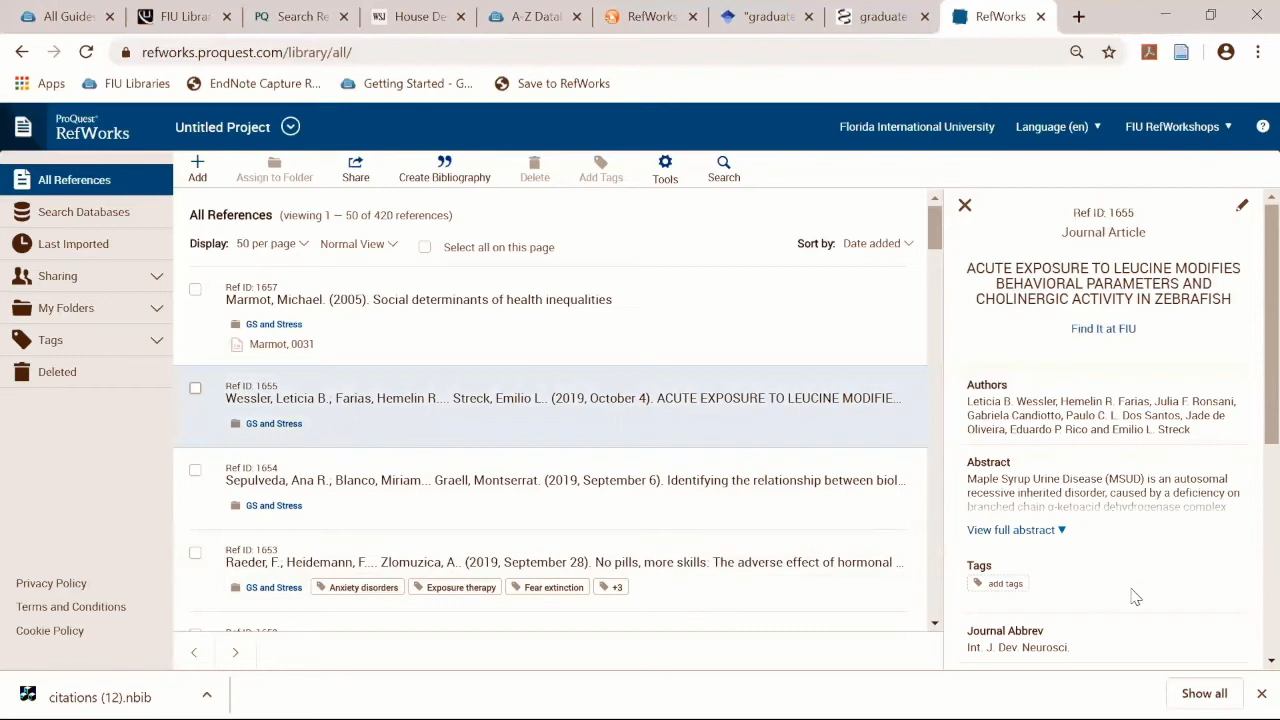 All Guides
FIU Libra
Search Re
House De
A-Z Datal
RefWorks
"graduate
graduate
RefWorks
refworks.proquest.com/library/all/
Apps
FIU Libraries
EndNote Capture R...
Getting Started - G...
Save to RefWorks
ProQuest
RefWorks
Untitled Project
Florida International University
Language (en)
FIU RefWorkshops
All References
Search Databases
Last Imported
Sharing
My Folders
Tags
Deleted
Privacy Policy
Terms and Conditions
Cookie Policy
Add
Assign to Folder
Share
Create Bibliography
Delete
Add Tags
Tools
Search
All References (viewing 1 — 50 of 420 references)
Display: 50 per page Normal View Select all on this page
Sort by: Date added
Ref ID: 1657
Marmot, Michael. (2005). Social determinants of health inequalities
GS and Stress
Marmot, 0031
Ref ID: 1655
Wessler, Leticia B.; Farias, Hemelin R.... Streck, Emilio L.. (2019, October 4). ACUTE EXPOSURE TO LEUCINE MODIFIE...
GS and Stress
Ref ID: 1654
Sepulveda, Ana R.; Blanco, Miriam... Graell, Montserrat. (2019, September 6). Identifying the relationship between biol...
GS and Stress
Ref ID: 1653
Raeder, F., Heidemann, F.... Zlomuzica, A.. (2019, September 28). No pills, more skills. The adverse effect of hormonal ...
GS and Stress Anxiety disorders Exposure therapy Fear extinction +3
Ref ID: 1655
Journal Article
ACUTE EXPOSURE TO LEUCINE MODIFIES
BEHAVIORAL PARAMETERS AND
CHOLINERGIC ACTIVITY IN ZEBRAFISH
Find It at FIU
Authors
Leticia B. Wessler, Hemelin R. Farias, Julia F. Ronsani,
Gabriela Candiotto, Paulo C. L. Dos Santos, Jade de
Oliveira, Eduardo P. Rico and Emilio L. Streck
Abstract
Maple Syrup Urine Disease (MSUD) is an autosomal
recessive inherited disorder, caused by a deficiency on
branched chain α-ketoacid dehydrogenase complex
View full abstract
Tags
add tags
Journal Abbrev
Int. J. Dev. Neurosci.
citations (12).nbib
Show all